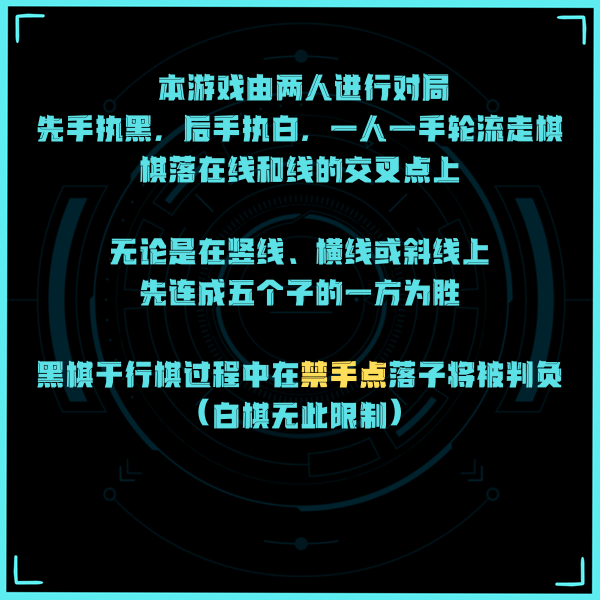 本游戏由两人进行对局
先手执黑，后手执白，一人一手轮流走棋
棋落在线和线的交叉点上
无论是在竖线、横线或斜线上
先连成五个子的一方为胜
黑棋于行棋过程中在禁手点落子将被判负
（白棋无此限制）